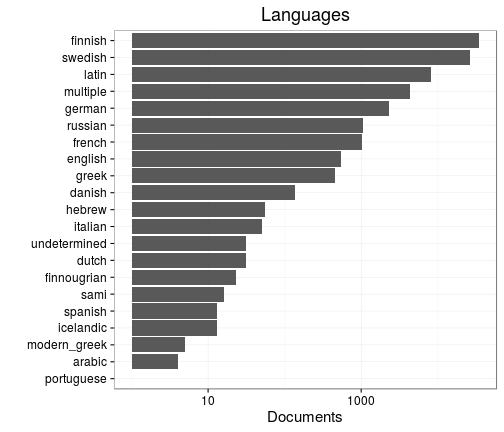 Languages
finnish
swedish
latin
multiple
german
russian
french
english
greek
danish
hebrew
italian
undetermined
dutch
finnougrian
sami
spanish
icelandic
modern_greek
arabic
portuguese
10 1000
Documents